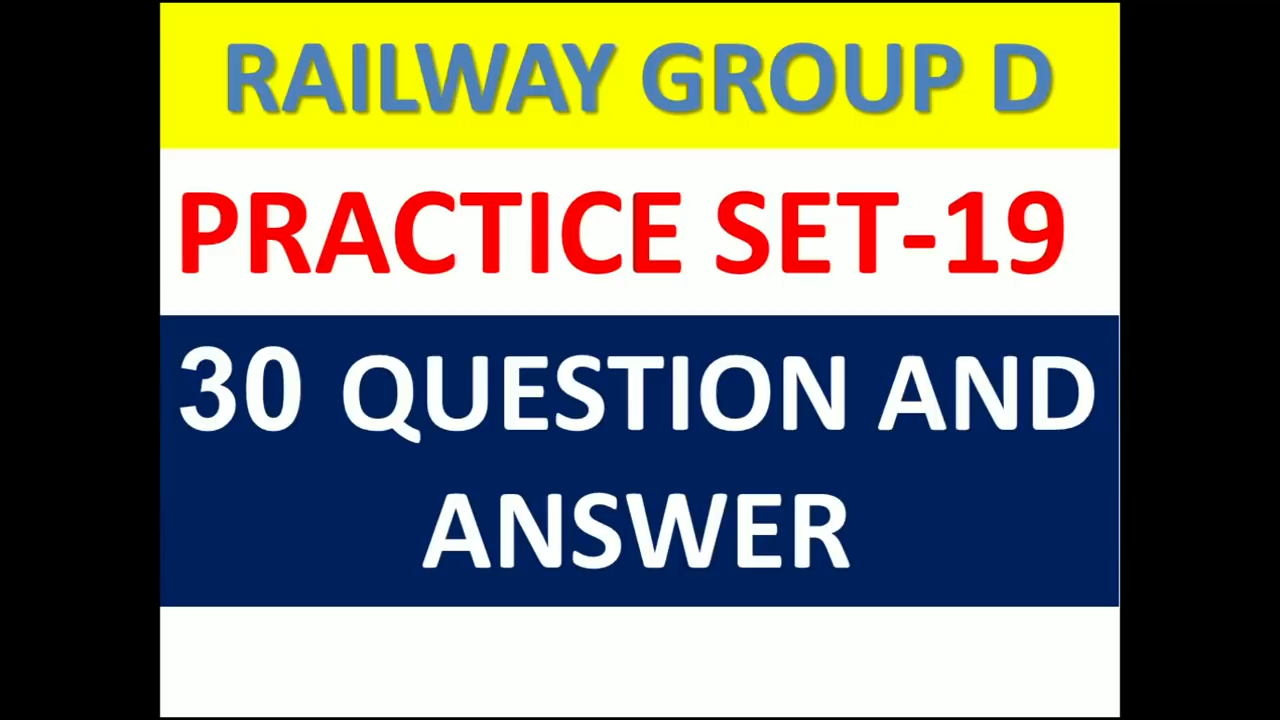 RAILWAY GROUP D
PRACTICE SET-19
30 QUESTION AND
ANSWER